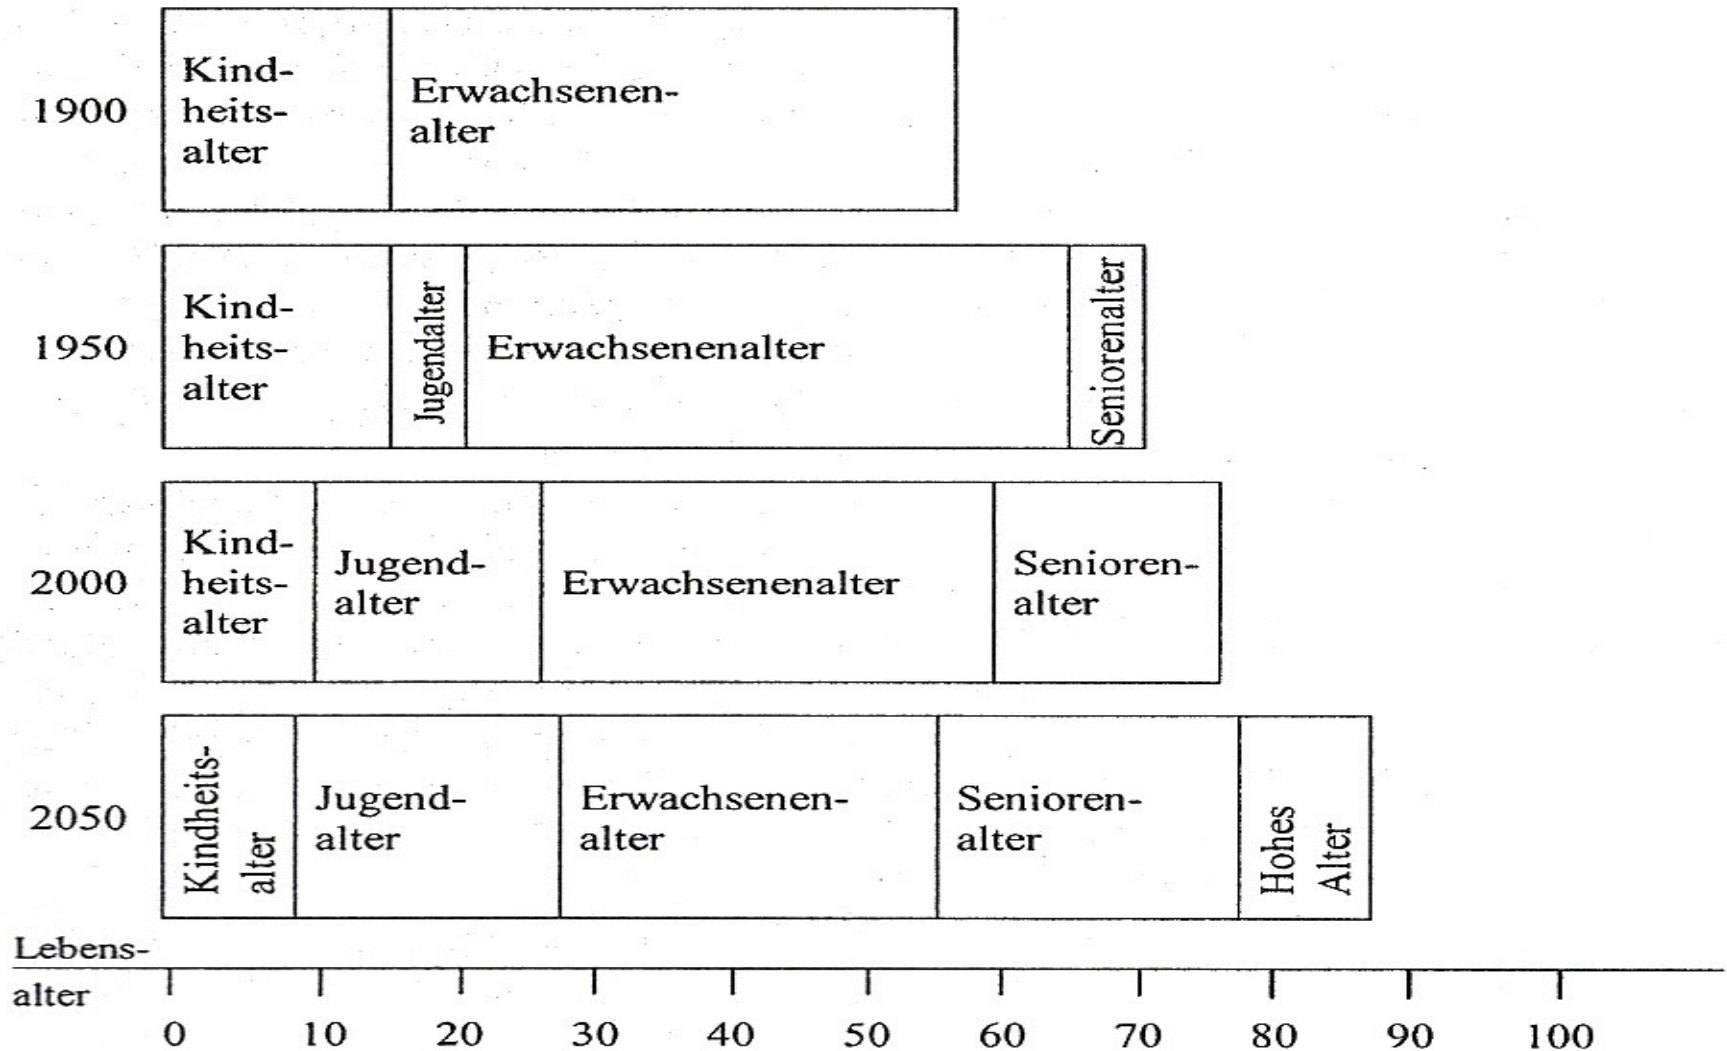 1900
Kind-
heits-
alter
Erwachsenen-
alter
1950
Kind-
heits-
alter
Jugendalter
Erwachsenenalter
Seniorenalter
2000
Kind-
heits-
alter
Jugend-
alter
Erwachsenenalter
Senioren-
alter
2050
Kindheits-
alter
Jugend-
alter
Erwachsenen-
alter
Senioren-
alter
Hohes
Alter
Lebens-
alter
0 10 20 30 40 50 60 70 80 90 100